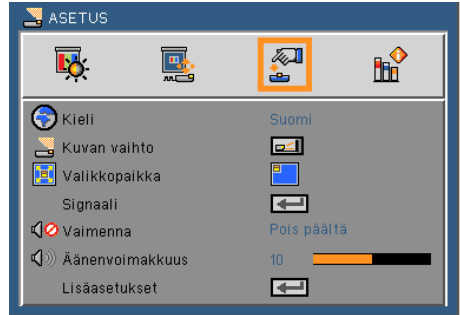 ASETUS
Kieli Suomi
Kuvan vaihto
Valikkopaikka
Signaali
Vaimenna Pois päältä
Äänenvoimakkuus 10
Lisäasetukset